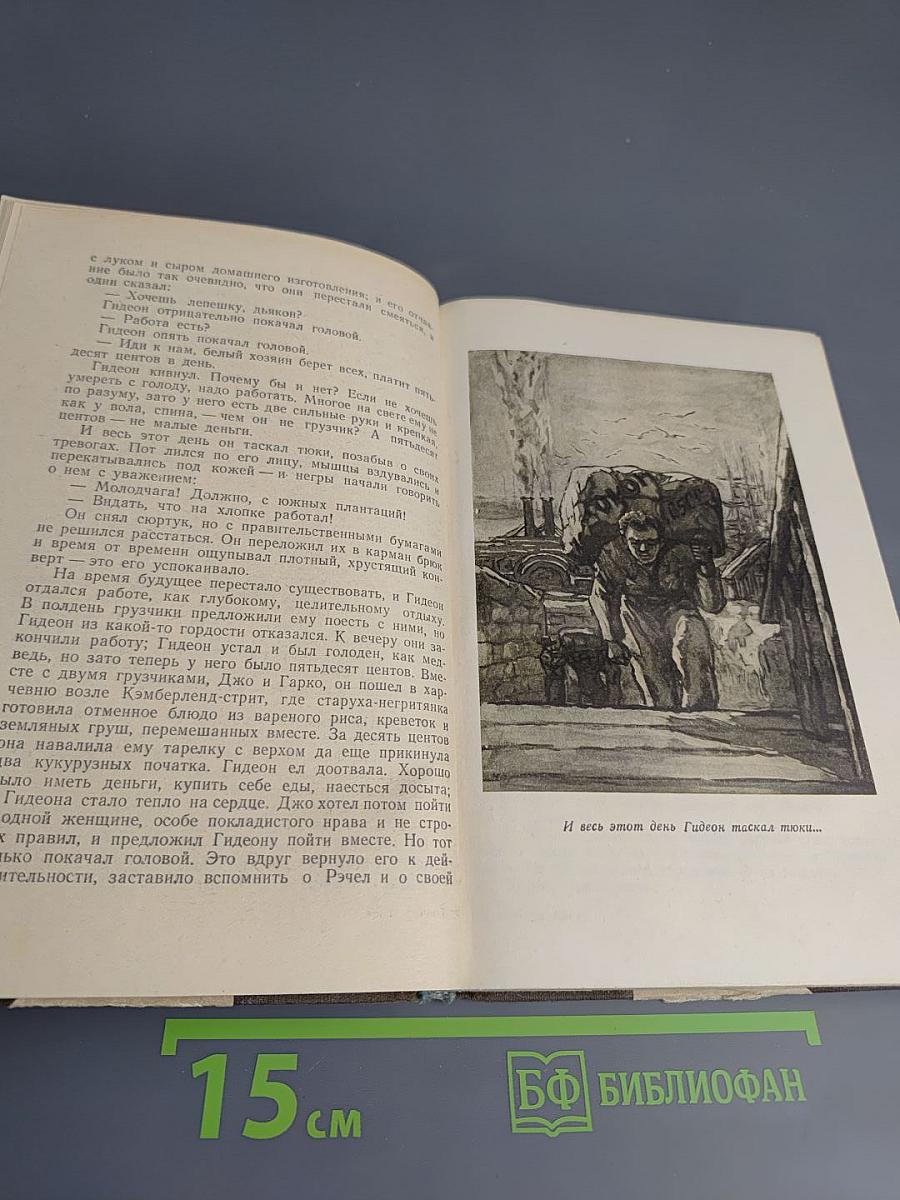 с луком и сыром домашнего изготовления; и его
ние было так очевидно, что они перестали смеяться, и
один сказал:
— Хочешь лепешку, дьякон?
Гидеон отрицательно покачал головой.
— Работа есть?
Гидеон опять покачал головой.
— Иди к нам, белый хозяин берет всех, платит пять-
десят центов в день.
Гидеон кивнул. Почему бы и нет? Если не хочешь
умереть с голоду, надо работать. Многое на свете ему не
по разуму, зато у него есть две сильные руки и крепкая,
как у вола, спина, — чем он не грузчик? А пятьдесят
центов — не малые деньги.
И весь этот день он таскал тюки, позабыв о своих
тревогах. Пот лился по его лицу, мышцы вздувались и
перекатывались под кожей — и негры начали говорить
о нем с уважением:
— Молодчага! Должно, с южных плантаций!
— Видать, что на хлопке работал!
Он снял сюртук, но с правительственными бумагами
не решился расстаться. Он переложил их в карман брюк
и время от времени ощупывал плотный, хрустящий кон-
верт — это его успокаивало.
На время будущее перестало существовать, и Гидеон
отдался работе, как глубокому, целительному отдыху.
В полдень грузчики предложили ему поесть с ними, но
Гидеон из какой-то гордости отказался. К вечеру они за-
кончили работу; Гидеон устал и был голоден, как мед-
ведь, но зато теперь у него было пятьдесят центов. Вме-
сте с двумя грузчиками, Джо и Гарко, он пошел в хар-
чевню возле Кэмберленд-стрит, где старуха-негритянка
готовила отменное блюдо из вареного риса, креветок и
земляных груш, перемешанных вместе. За десять центов
она навалила ему тарелку с верхом да еще прикинула
два кукурузных початка. Гидеон ел доотвала. Хорошо
было иметь деньги, купить себе еды, наесться досыта;
Гидеона стало тепло на сердце. Джо хотел потом пойти
одной женщине, особе покладистого нрава и не стро-
х правил, и предложил Гидеону пойти вместе. Но тот
лько покачал головой. Это вдруг вернуло его к дей-
ительности, заставило вспомнить о Рэчел и о своей
И весь этот день Гидеон таскал тюки...
15 см
БФ БИБЛИОФАН